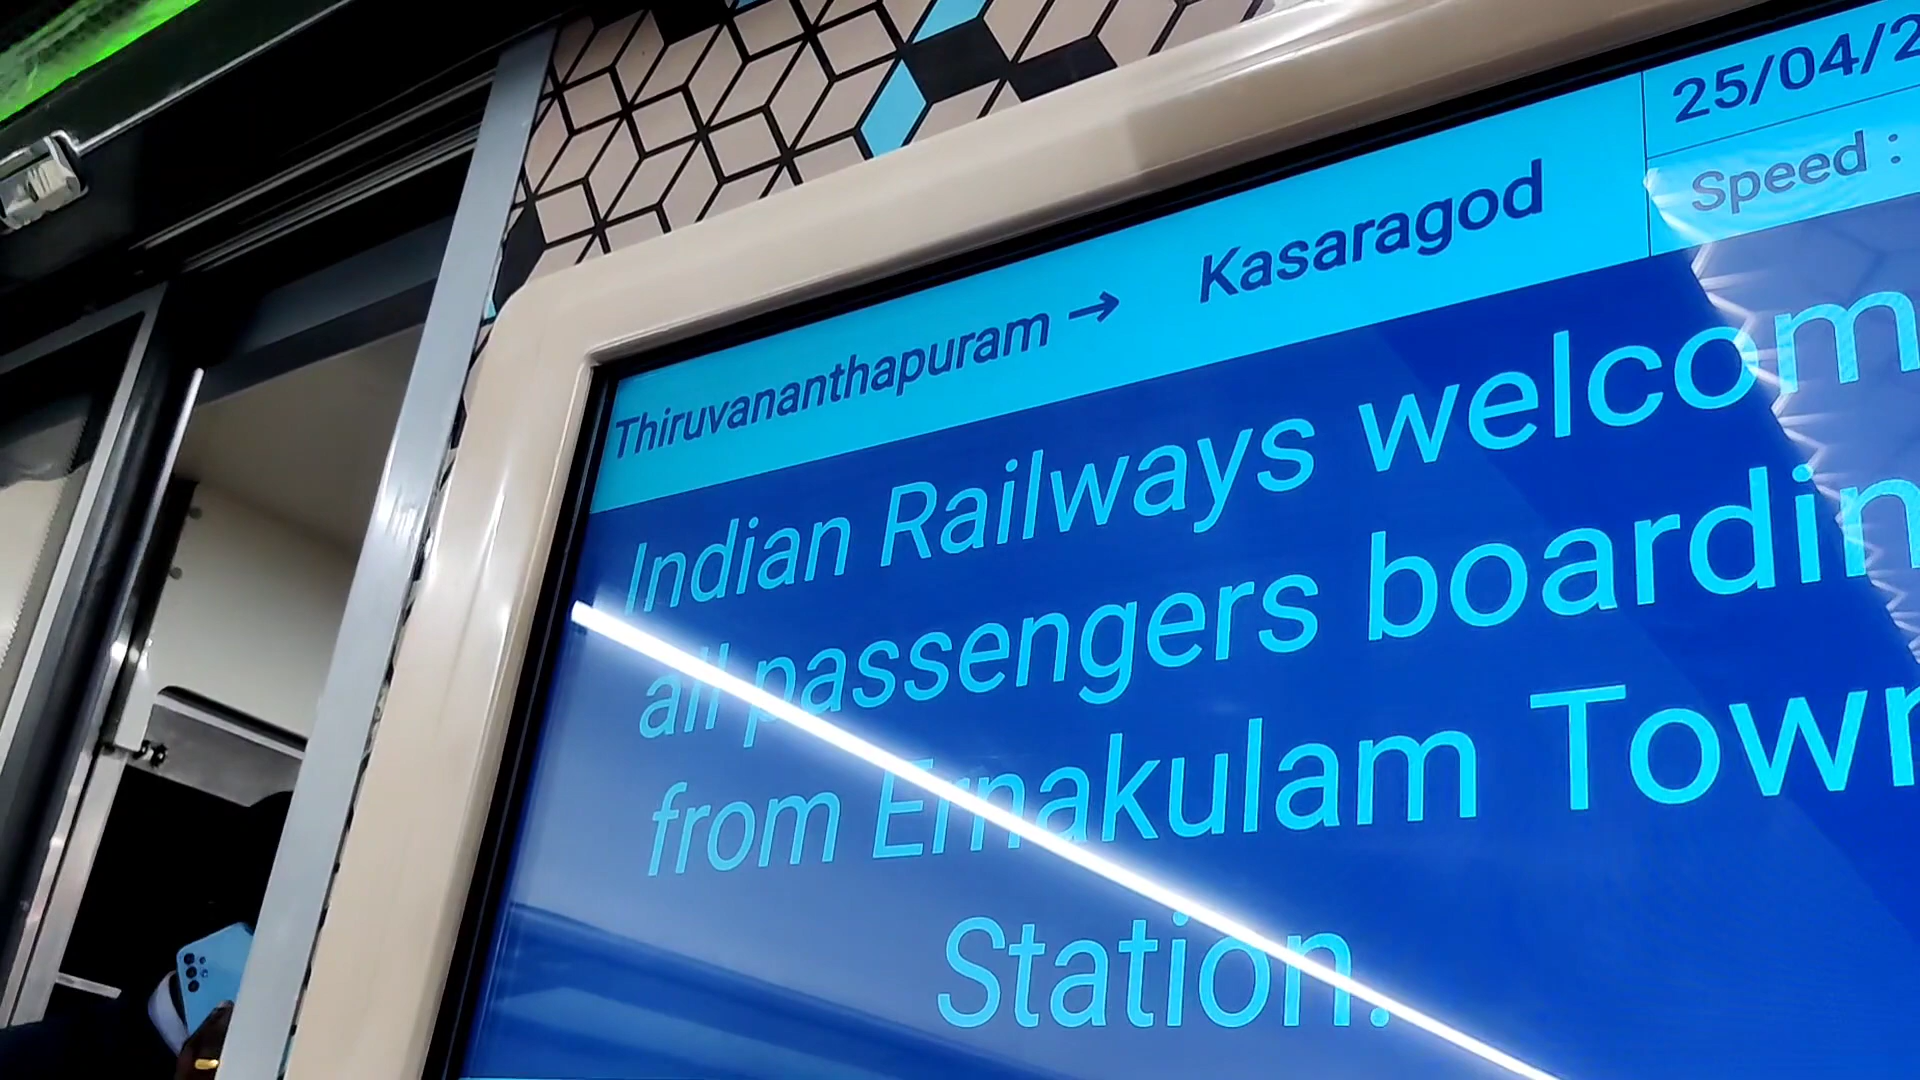 25/04/2
Speed :
Thiruvananthapuram → Kasaragod
Indian Railways welcom
all passengers boardin
from Ernakulam Town
Station.